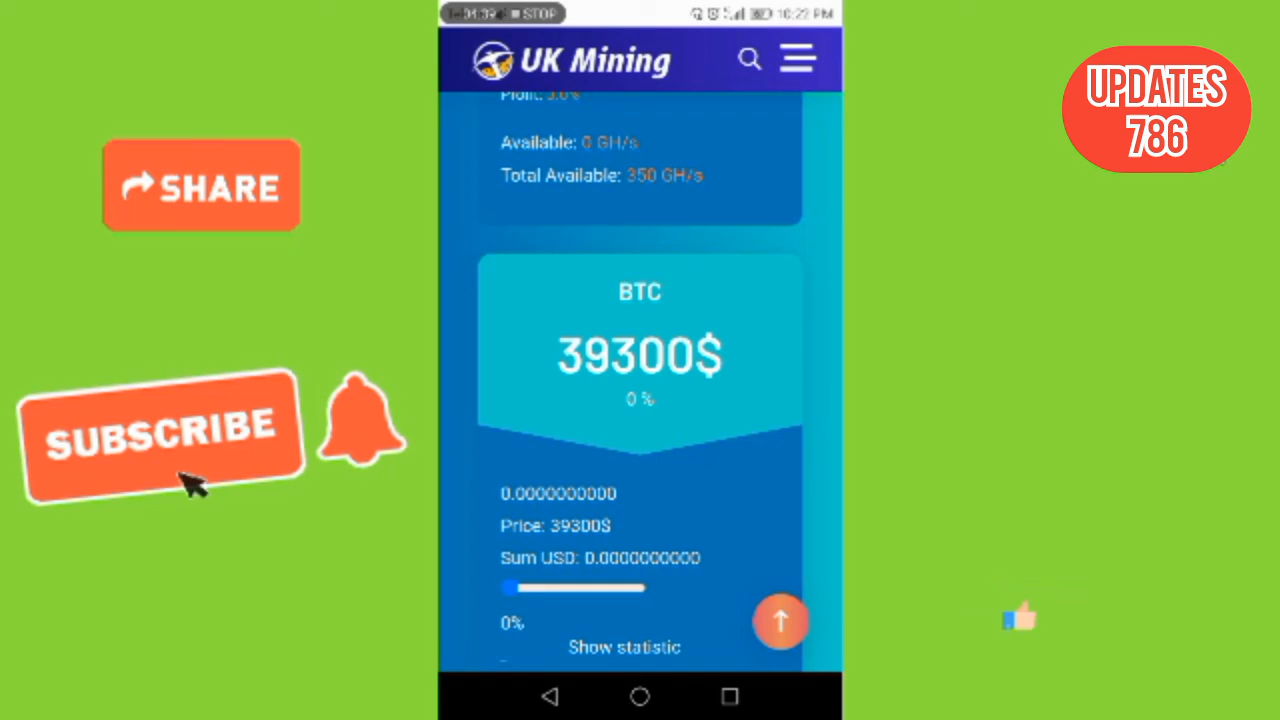 STOP
10:22 PM
UK Mining
UPDATES
786
Available: 0 GH/s
Total Available: 350 GH/s
SHARE
BTC
39300$
0 %
SUBSCRIBE
0.0000000000
Price: 39300$
Sum USD: 0.0000000000
0%
Show statistic